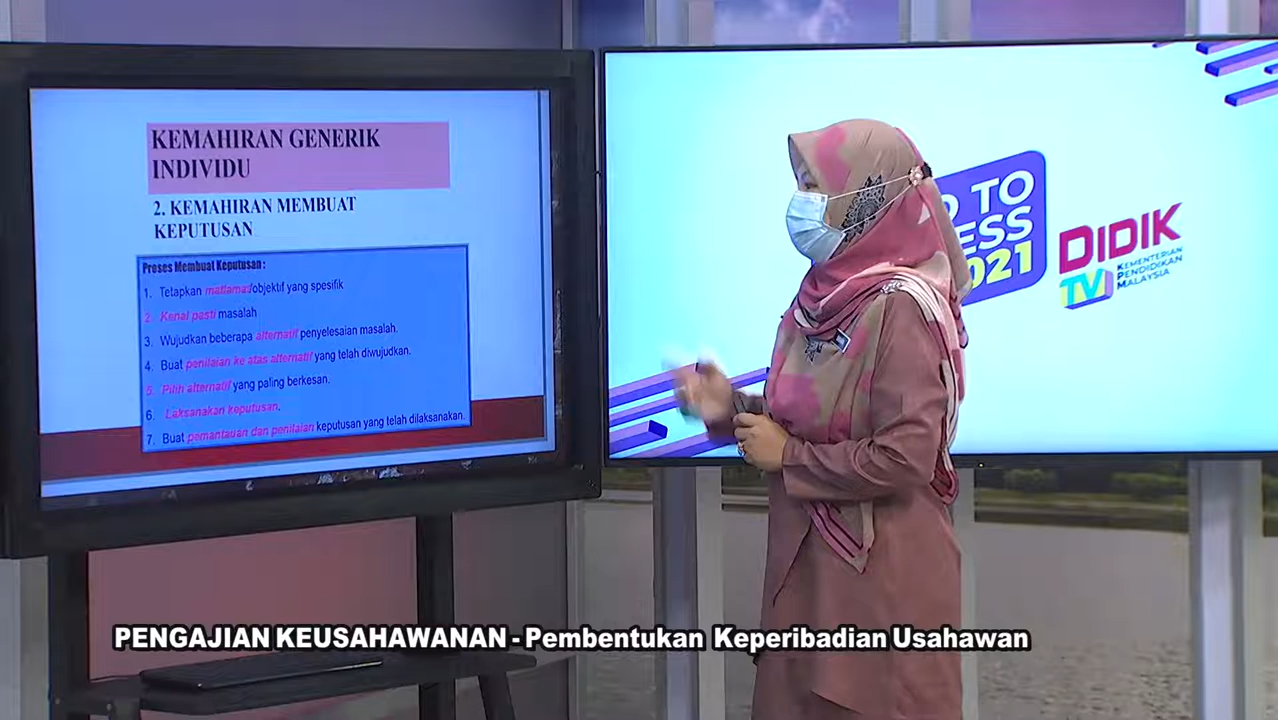 KEMAHIRAN GENERIK
INDIVIDU
2. KEMAHIRAN MEMBUAT
KEPUTUSAN
Proses Membuat Keputusan :
1. Tetapkan matlamat/objektif yang spesifik
2. Kenal pasti masalah
3. Wujudkan beberapa alternatif penyelesaian masalah.
4. Buat penilaian ke atas alternatif yang telah diwujudkan.
5. Pilih alternatif yang paling berkesan.
6. Laksanakan keputusan.
7. Buat pemantauan dan penilaian keputusan yang telah dilaksanakan.
TO
ESS
021
DIDIK
TV
KEMENTERIAN
PENDIDIKAN
MALAYSIA
PENGAJIAN KEUSAHAWANAN - Pembentukan Keperibadian Usahawan